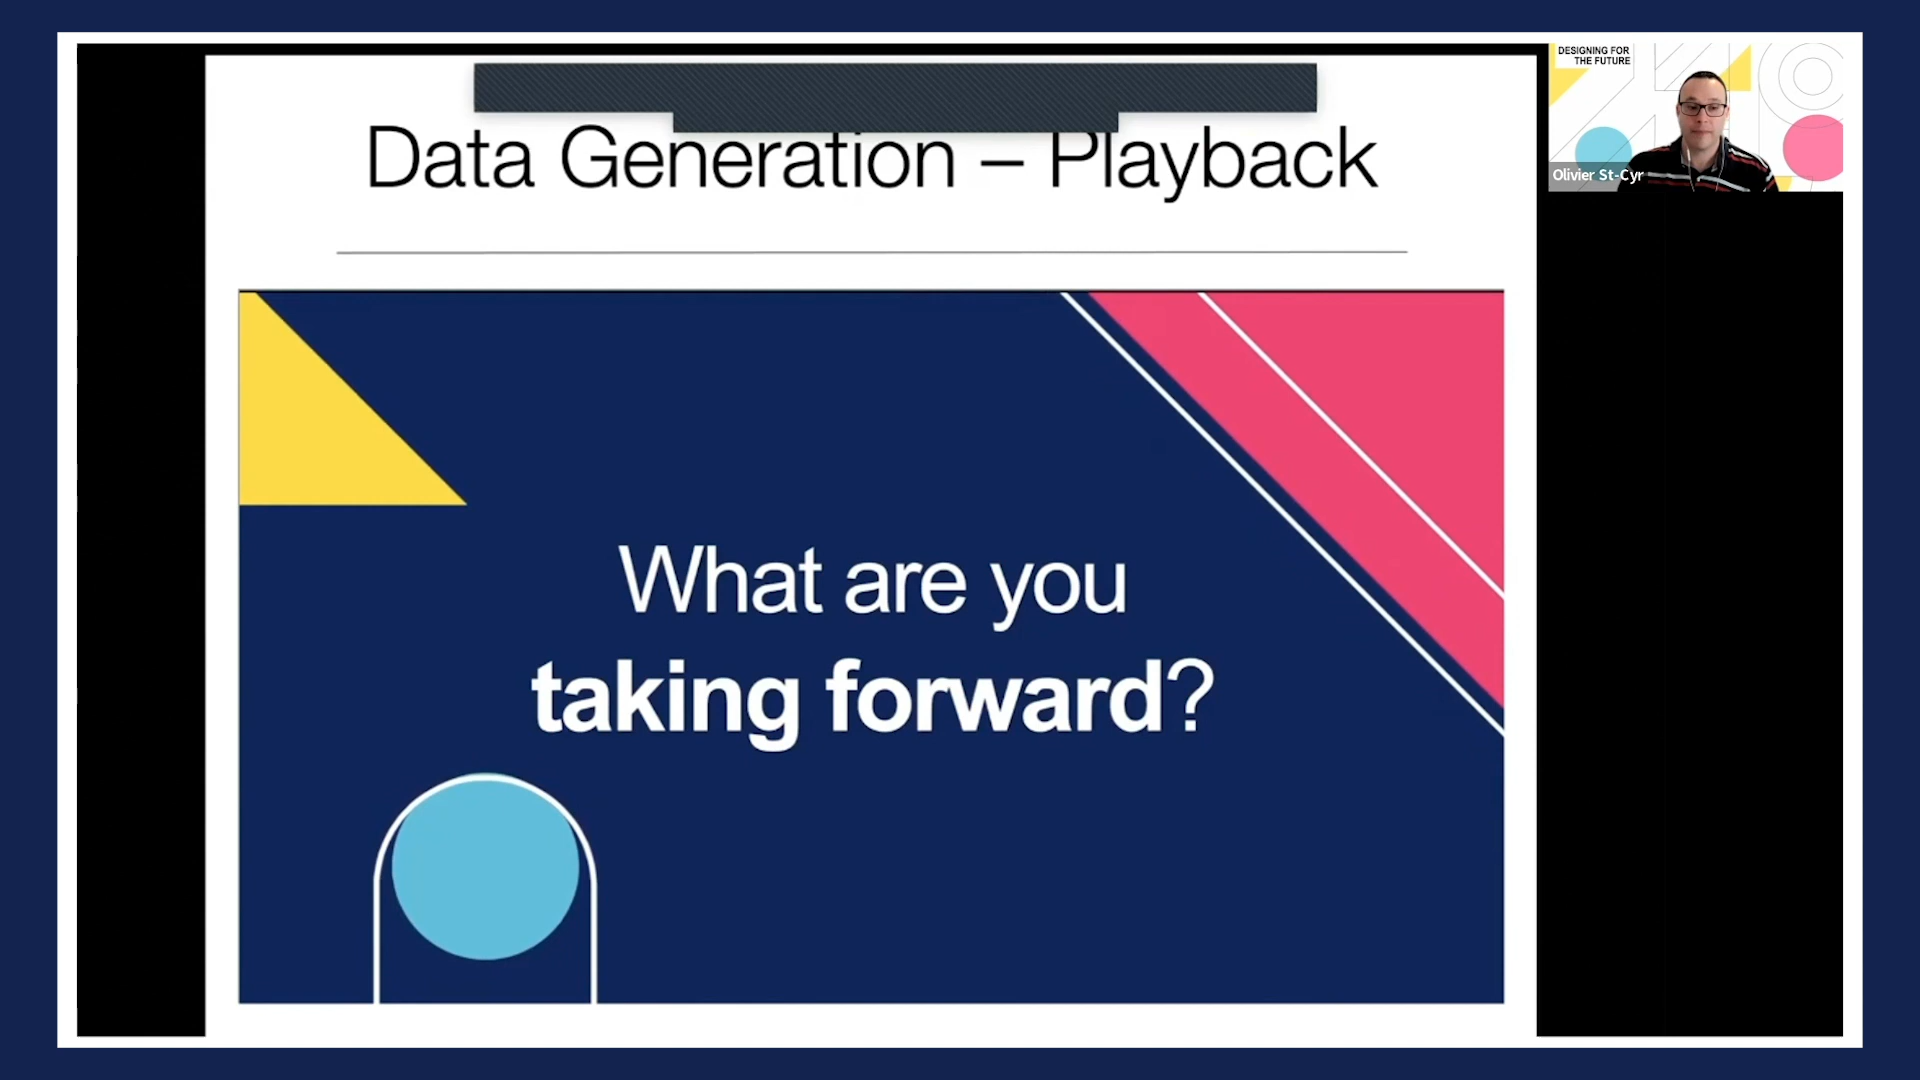 Data Generation – Playback
What are you
taking forward?
DESIGNING FOR
THE FUTURE
Olivier St-Cyr